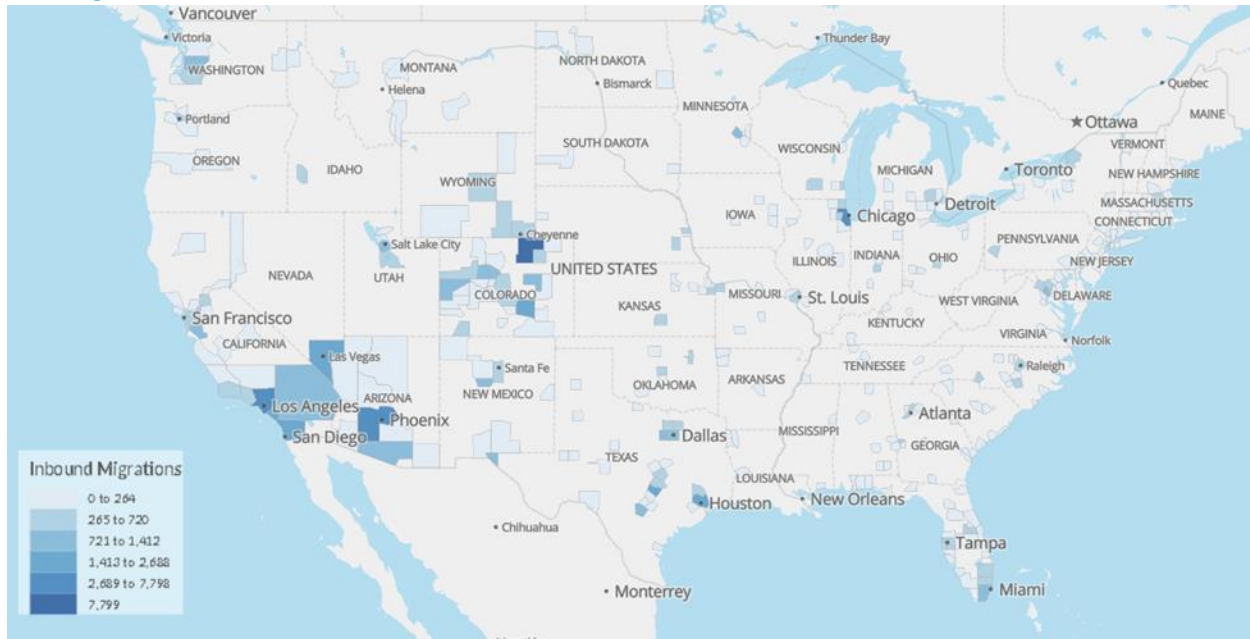 Vancouver
Victoria
WASHINGTON
Portland
OREGON
IDAHO
MONTANA
Helena
NORTH DAKOTA
Bismarck
SOUTH DAKOTA
WYOMING
Cheyenne
Salt Lake City
UTAH
NEVADA
San Francisco
CALIFORNIA
Las Vegas
Los Angeles
San Diego
ARIZONA
Phoenix
COLORADO
UNITED STATES
Santa Fe
NEW MEXICO
KANSAS
OKLAHOMA
TEXAS
Dallas
Houston
Chihuahua
Monterrey
MINNESOTA
Thunder Bay
WISCONSIN
MICHIGAN
IOWA
Chicago
Detroit
ILLINOIS
INDIANA
OHIO
MISSOURI
St. Louis
KENTUCKY
TENNESSEE
ARKANSAS
MISSISSIPPI
LOUISIANA
New Orleans
Atlanta
GEORGIA
Tampa
Miami
Raleigh
Norfolk
VIRGINIA
WEST VIRGINIA
DELAWARE
NEW JERSEY
PENNSYLVANIA
CONNECTICUT
MASSACHUSETTS
NEW HAMPSHIRE
VERMONT
MAINE
Quebec
Ottawa
Toronto
Inbound Migrations
0 to 264
265 to 720
721 to 1,412
1,413 to 2,688
2,689 to 7,798
7,799